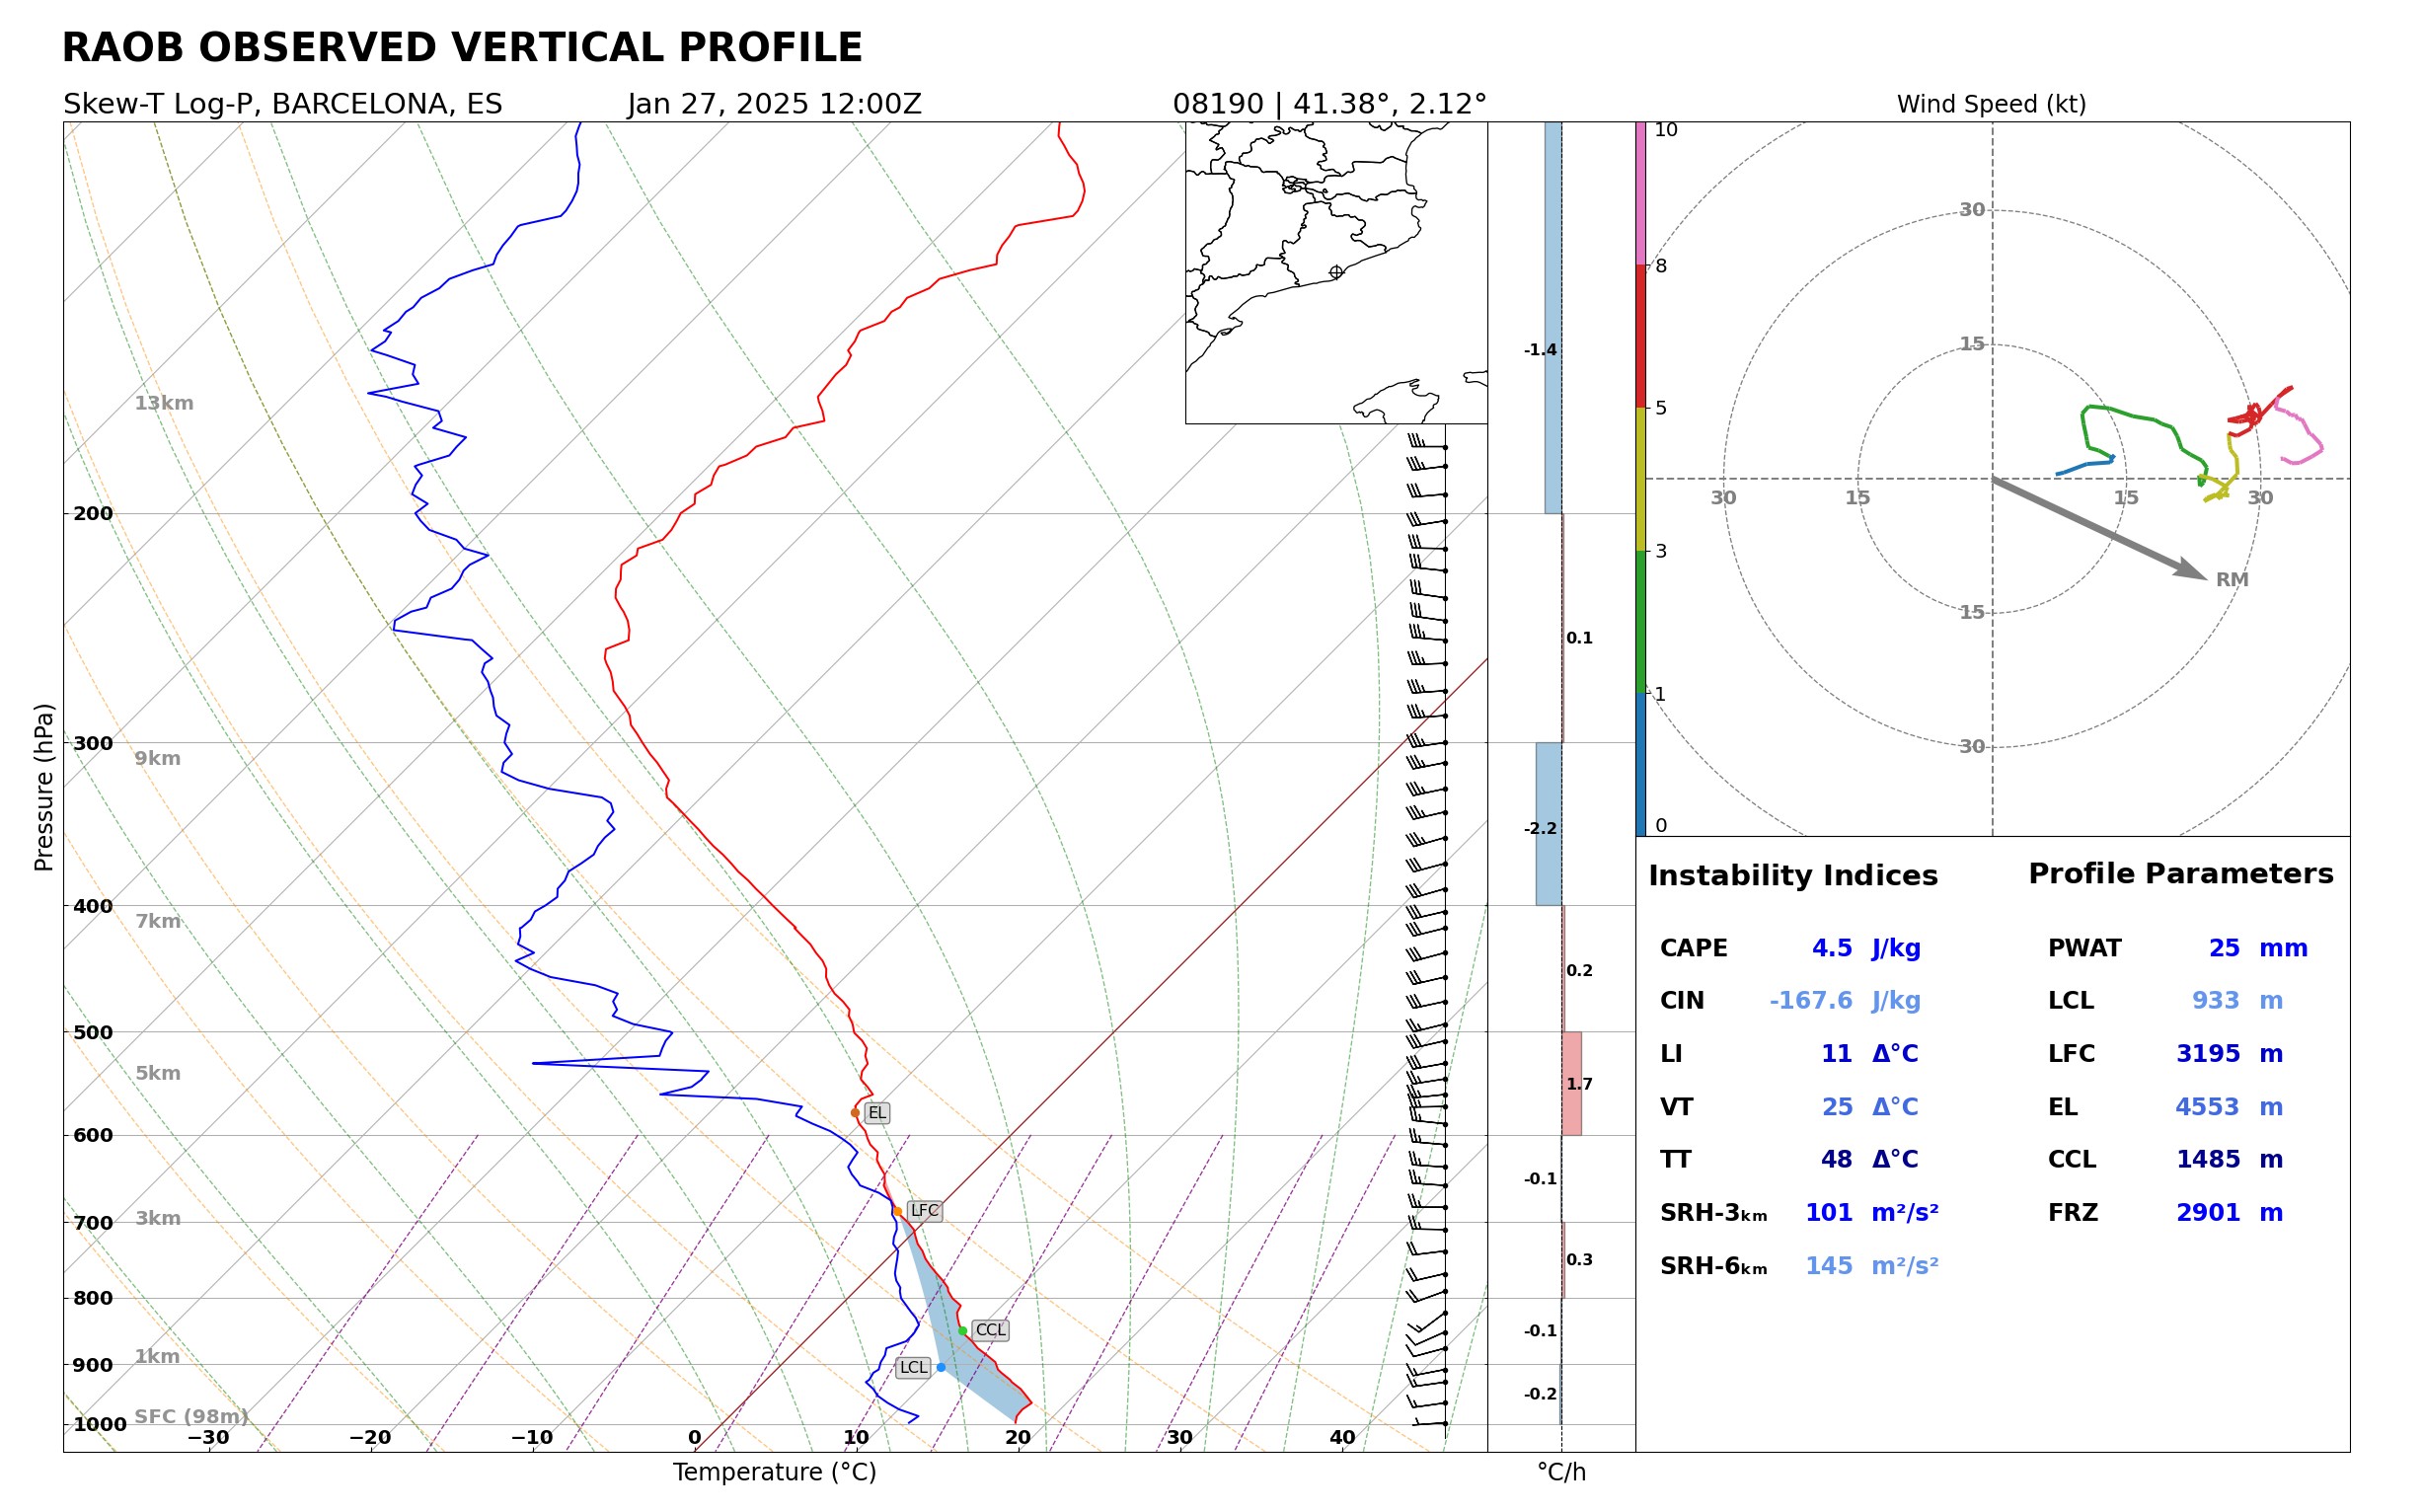 RAOB OBSERVED VERTICAL PROFILE
Skew-T Log-P, BARCELONA, ES
Jan 27, 2025 12:00Z
08190 | 41.38°, 2.12°
Wind Speed (kt)
Pressure (hPa)
200
300
400
500
600
700
800
900
1000
13km
9km
7km
5km
3km
1km
SFC (98m)
EL
LFC
CCL
LCL
−30
−20
−10
0
10
20
30
40
Temperature (°C)
-1.4
0.1
-2.2
0.2
1.7
-0.1
0.3
-0.1
-0.2
°C/h
10
8
5
3
1
0
30
15
30
15
15
30
15
30
RM
Instability Indices
CAPE 4.5 J/kg
CIN -167.6 J/kg
LI 11 Δ°C
VT 25 Δ°C
TT 48 Δ°C
SRH-3km 101 m²/s²
SRH-6km 145 m²/s²
Profile Parameters
PWAT 25 mm
LCL 933 m
LFC 3195 m
EL 4553 m
CCL 1485 m
FRZ 2901 m